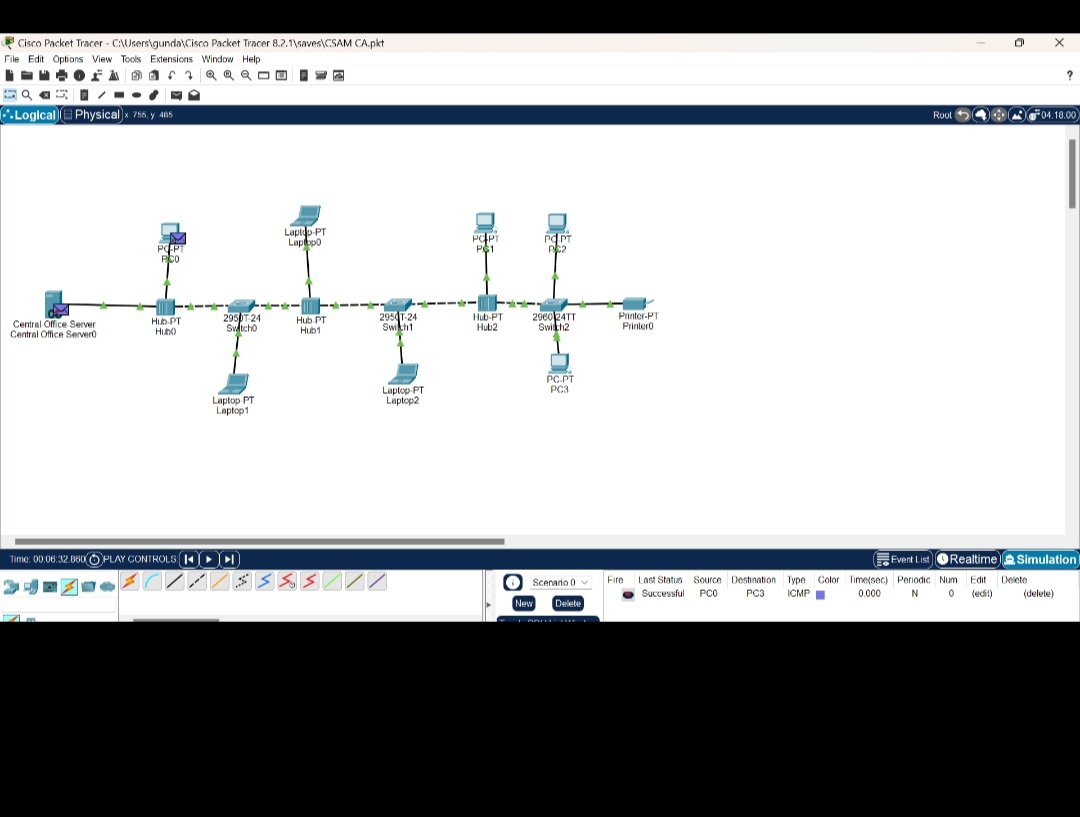 Cisco Packet Tracer - C:\Users\gunda\Cisco Packet Tracer 8.2.1\saves\CSAM CA.pkt
File Edit Options View Tools Extensions Window Help
?
Logical Physical x: 755, y: 485 Root 04:18:00
Laptop-PT
Laptop0
PC-PT
PC0
PC-PT
PC1
PC-PT
PC2
Central Office Server
Central Office Server0
Hub-PT
Hub0
2950T-24
Switch0
Hub-PT
Hub1
2950T-24
Switch1
Hub-PT
Hub2
2960-24TT
Switch2
Printer-PT
Printer0
Laptop-PT
Laptop1
Laptop-PT
Laptop2
PC-PT
PC3
Time: 00:06:32.860 PLAY CONTROLS: Event List Realtime Simulation
Scenario 0
New Delete
Fire Last Status Source Destination Type Color Time(sec) Periodic Num Edit Delete
Successful PC0 PC3 ICMP 0.000 N 0 (edit) (delete)